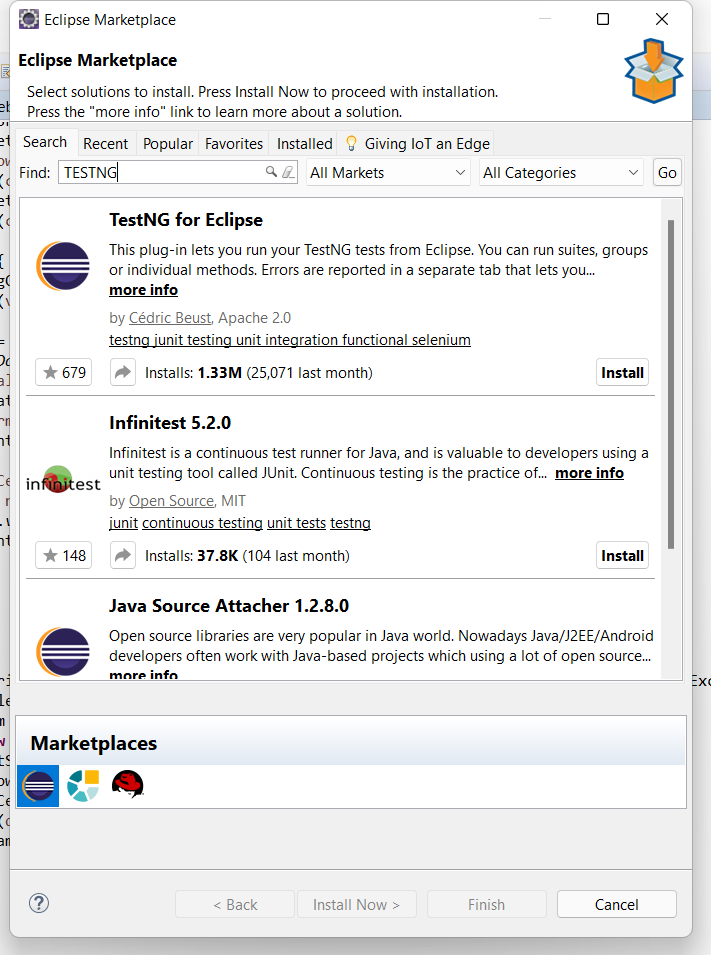 Eclipse Marketplace
Eclipse Marketplace
Select solutions to install. Press Install Now to proceed with installation.
Press the "more info" link to learn more about a solution.
Search Recent Popular Favorites Installed Giving IoT an Edge
Find: TESTNG All Markets All Categories Go
TestNG for Eclipse
This plug-in lets you run your TestNG tests from Eclipse. You can run suites, groups
or individual methods. Errors are reported in a separate tab that lets you...
more info
by Cédric Beust, Apache 2.0
testng junit testing unit integration functional selenium
679 Installs: 1.33M (25,071 last month) Install
Infinitest 5.2.0
Infinitest is a continuous test runner for Java, and is valuable to developers using a
unit testing tool called JUnit. Continuous testing is the practice of... more info
infinitest
by Open Source, MIT
junit continuous testing unit tests testng
148 Installs: 37.8K (104 last month) Install
Java Source Attacher 1.2.8.0
Open source libraries are very popular in Java world. Nowadays Java/J2EE/Android
developers often work with Java-based projects which using a lot of open source...
more info
Marketplaces
? < Back Install Now > Finish Cancel